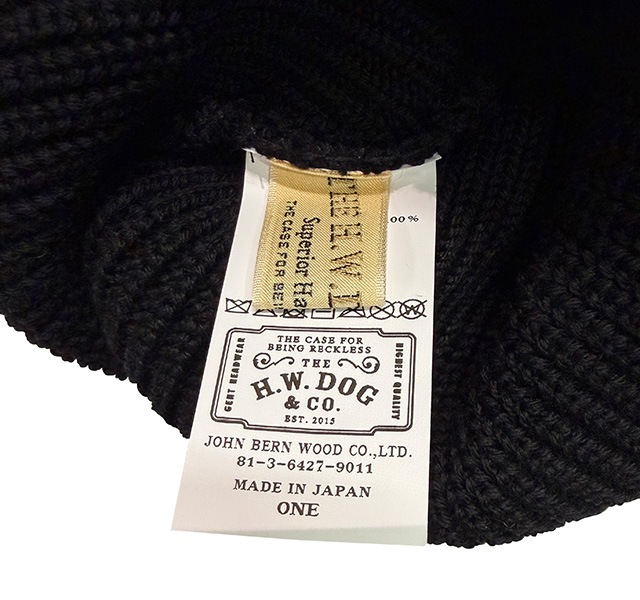 THE H.W.D
Superior Ha
THE CASE FOR BEI
00%
THE CASE FOR
BEING RECKLESS
GENT HEADWEAR
HIGHEST QUALITY
THE
H.W. DOG
& CO.
EST. 2015
JOHN BERN WOOD CO.,LTD.
81-3-6427-9011
MADE IN JAPAN
ONE